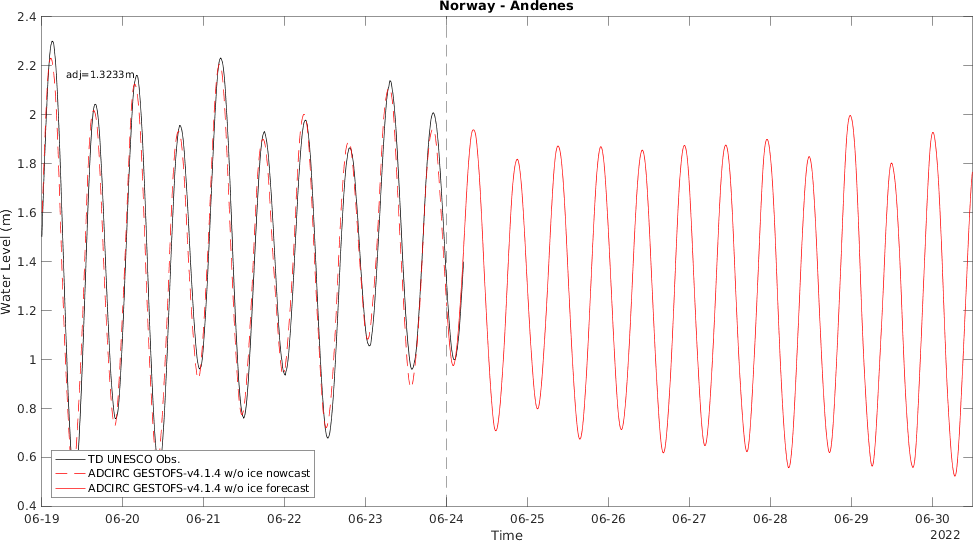 Norway - Andenes
2.4
2.2
2
1.8
1.6
1.4
1.2
1
0.8
0.6
0.4
Water Level (m)
adj=1.3233m
TD UNESCO Obs.
ADCIRC GESTOFS-v4.1.4 w/o ice nowcast
ADCIRC GESTOFS-v4.1.4 w/o ice forecast
06-19 06-20 06-21 06-22 06-23 06-24 06-25 06-26 06-27 06-28 06-29 06-30
Time
2022